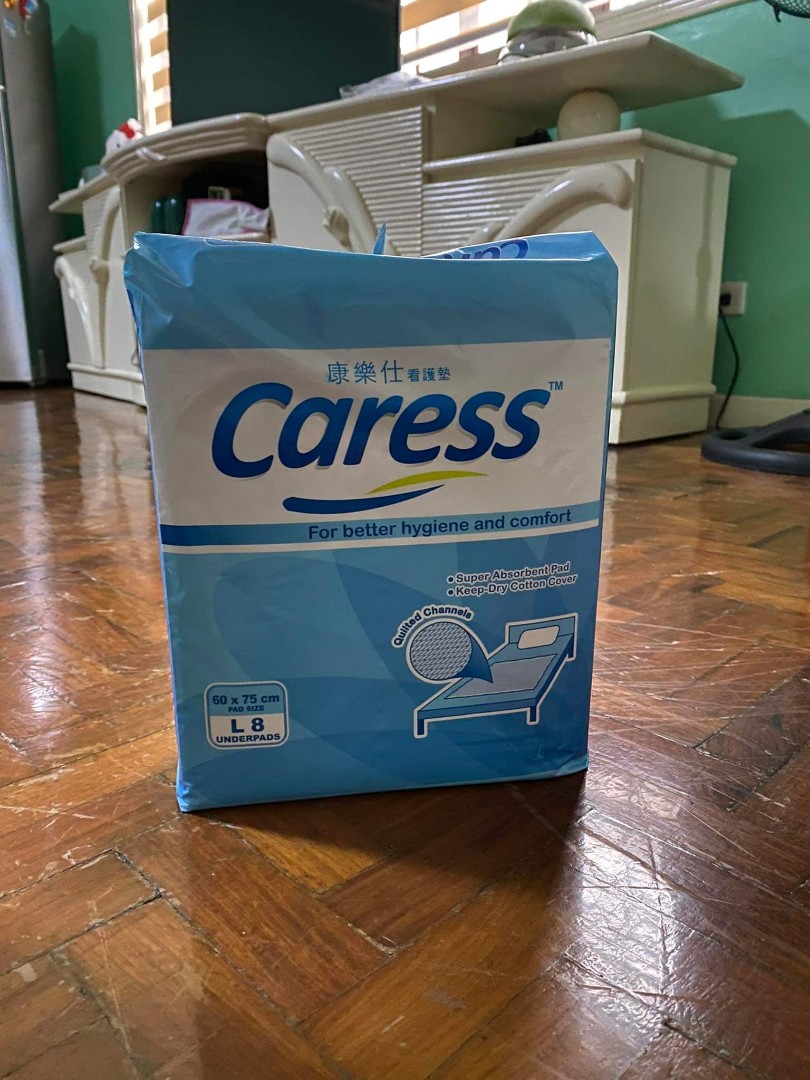 康樂仕看護墊
Caress™
For better hygiene and comfort
• Super Absorbent Pad
• Keep-Dry Cotton Cover
Quilted Channels
60 x 75 cm
PAD SIZE
L 8
UNDERPADS